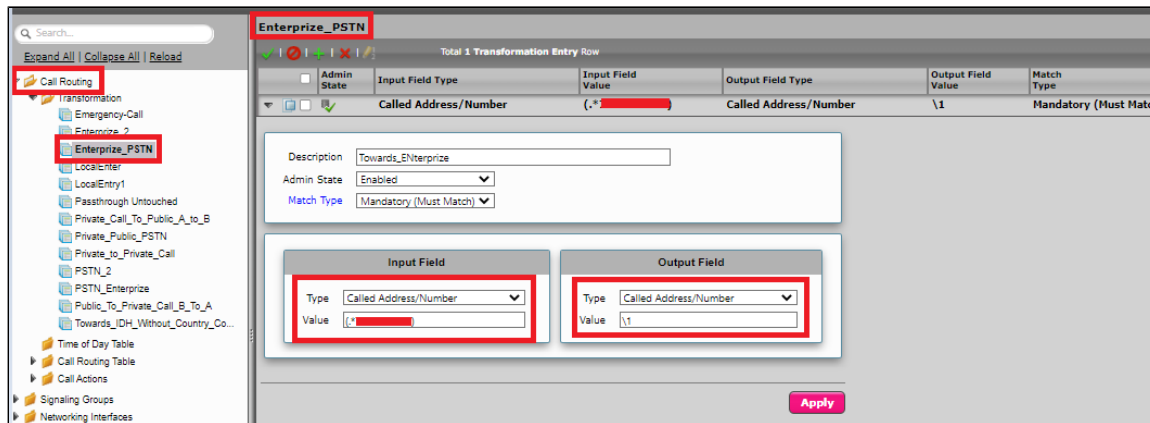 Search...
Expand All | Collapse All | Reload
Call Routing
Transformation
Emergency-Call
Enterprize_2
Enterprize_PSTN
LocalEnter
LocalEntry1
Passthrough Untouched
Private_Call_To_Public_A_to_B
Private_Public_PSTN
Private_to_Private_Call
PSTN_2
PSTN_Enterprize
Public_To_Private_Call_B_To_A
Towards_IDH_Without_Country_Co...
Time of Day Table
Call Routing Table
Call Actions
Signaling Groups
Networking Interfaces
Enterprize_PSTN
Total 1 Transformation Entry Row
Admin State Input Field Type Input Field Value Output Field Type Output Field Value Match Type
Called Address/Number (.* Called Address/Number \1 Mandatory (Must Mat
Description Towards_ENterprize
Admin State Enabled
Match Type Mandatory (Must Match)
Input Field
Type Called Address/Number
Value (.* )
Output Field
Type Called Address/Number
Value \1
Apply